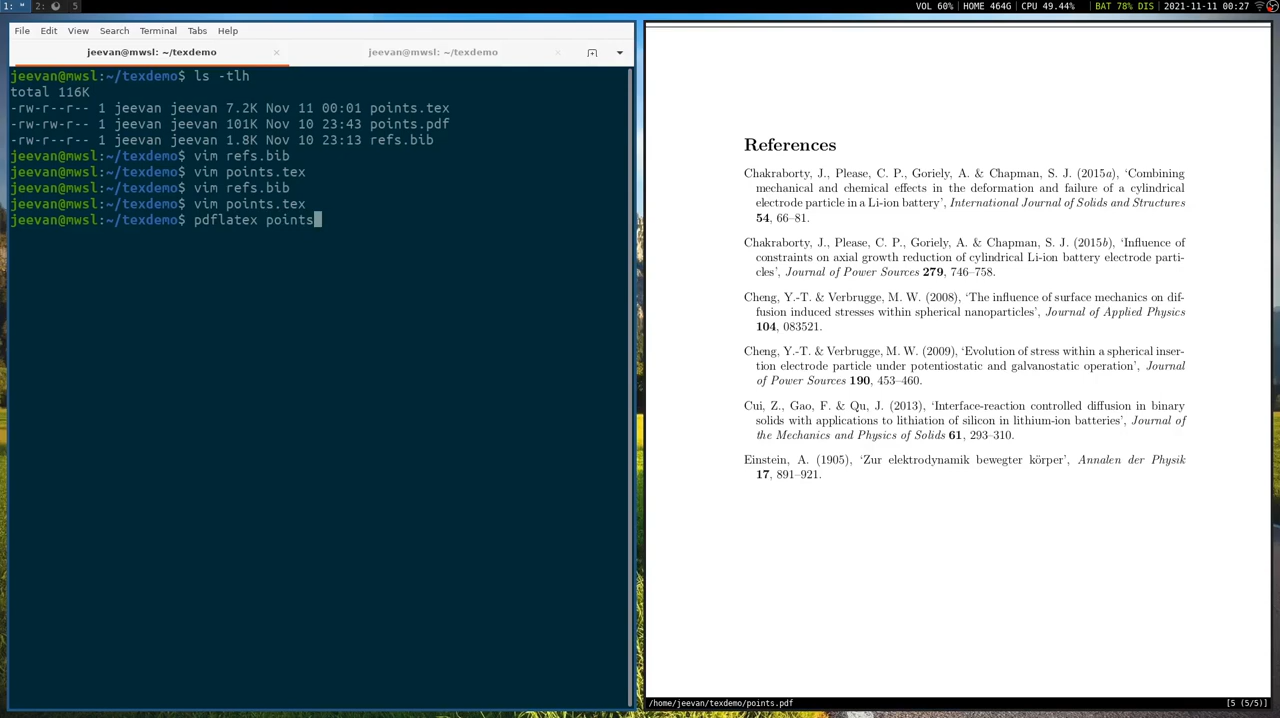 1: “ 2: 5 VOL 60% | HOME 464G | CPU 49.44% | BAT 78% DIS | 2021-11-11 00:27
File Edit View Search Terminal Tabs Help
jeevan@mwsl: ~/texdemo × jeevan@mwsl: ~/texdemo ×
jeevan@mwsl:~/texdemo$ ls -tlh
total 116K
-rw-r--r-- 1 jeevan jeevan 7.2K Nov 11 00:01 points.tex
-rw-rw-r-- 1 jeevan jeevan 101K Nov 10 23:43 points.pdf
-rw-r--r-- 1 jeevan jeevan 1.8K Nov 10 23:13 refs.bib
jeevan@mwsl:~/texdemo$ vim refs.bib
jeevan@mwsl:~/texdemo$ vim points.tex
jeevan@mwsl:~/texdemo$ vim refs.bib
jeevan@mwsl:~/texdemo$ vim points.tex
jeevan@mwsl:~/texdemo$ pdflatex points
References
Chakraborty, J., Please, C. P., Goriely, A. & Chapman, S. J. (2015a), ‘Combining
mechanical and chemical effects in the deformation and failure of a cylindrical
electrode particle in a Li-ion battery’, International Journal of Solids and Structures
54, 66–81.
Chakraborty, J., Please, C. P., Goriely, A. & Chapman, S. J. (2015b), ‘Influence of
constraints on axial growth reduction of cylindrical Li-ion battery electrode parti-
cles’, Journal of Power Sources 279, 746–758.
Cheng, Y.-T. & Verbrugge, M. W. (2008), ‘The influence of surface mechanics on dif-
fusion induced stresses within spherical nanoparticles’, Journal of Applied Physics
104, 083521.
Cheng, Y.-T. & Verbrugge, M. W. (2009), ‘Evolution of stress within a spherical inser-
tion electrode particle under potentiostatic and galvanostatic operation’, Journal
of Power Sources 190, 453–460.
Cui, Z., Gao, F. & Qu, J. (2013), ‘Interface-reaction controlled diffusion in binary
solids with applications to lithiation of silicon in lithium-ion batteries’, Journal of
the Mechanics and Physics of Solids 61, 293–310.
Einstein, A. (1905), ‘Zur elektrodynamik bewegter körper’, Annalen der Physik
17, 891–921.
/home/jeevan/texdemo/points.pdf [5 (5/5)]